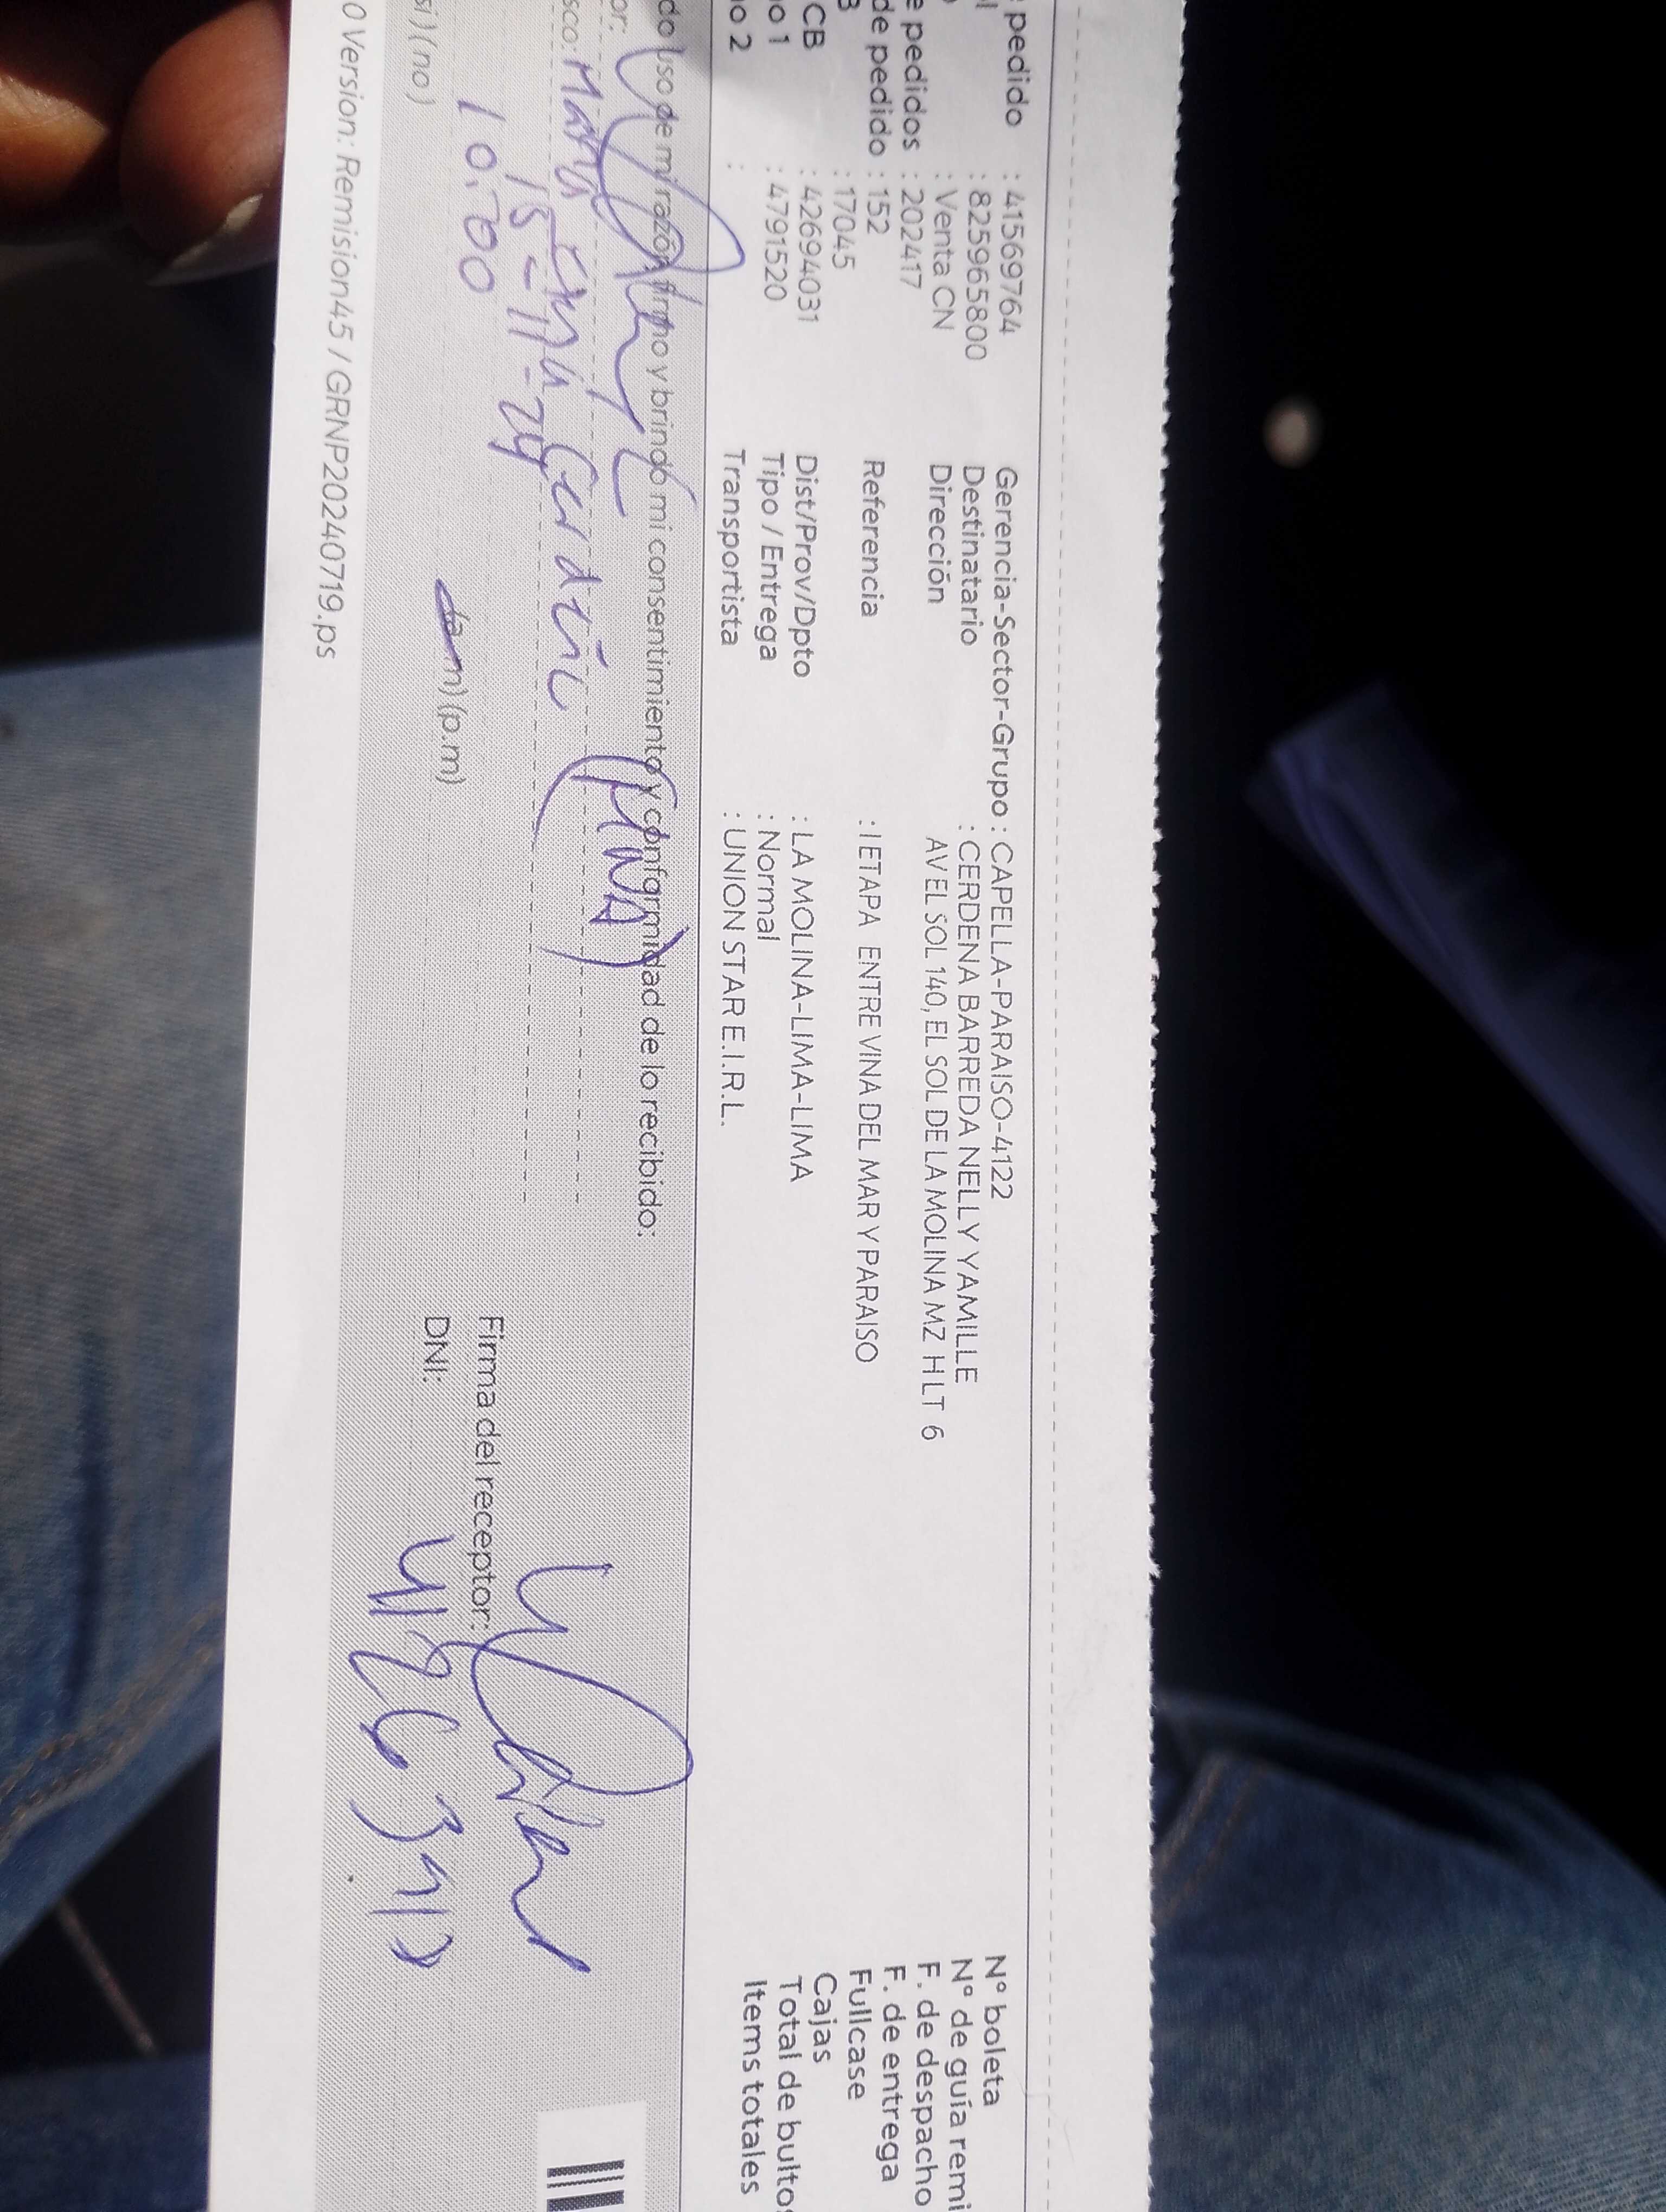 pedido : 41569764
: 825965800
: Venta CN
e pedidos : 202417
de pedido : 152
: 17045
CB : 42694031
no 1 : 4791520
no 2 :
Gerencia-Sector-Grupo : CAPELLA-PARAISO-4122
Destinatario : CERDENA BARREDA NELLY YAMILLE
Dirección AV EL SOL 140, EL SOL DE LA MOLINA MZ H LT 6
Referencia : I ETAPA ENTRE VINA DEL MAR Y PARAISO
Dist/Prov/Dpto : LA MOLINA-LIMA-LIMA
Tipo / Entrega : Normal
Transportista : UNION STAR E.I.R.L.
N° boleta
N° de guía remi
F. de despacho
F. de entrega
Fullcase
Cajas
Total de bultos
Items totales
do uso de mi razón, firmo y brindo mi consentimiento y conformidad de lo recibido:
or:
sco:
10:00
m) (p.m)
si) (no)
Firma del receptor:
DNI:
0 Version: Remision45 / GRNP20240719.ps